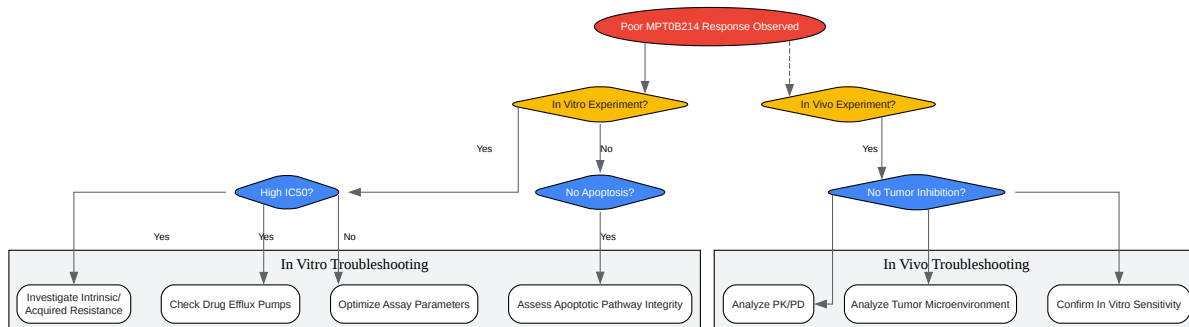 Poor MPT0B214 Response Observed
In Vitro Experiment?
In Vivo Experiment?
Yes
No
Yes
High IC50?
No Apoptosis?
No Tumor Inhibition?
Yes
Yes
No
Yes
In Vitro Troubleshooting
In Vivo Troubleshooting
Investigate Intrinsic/
Acquired Resistance
Check Drug Efflux Pumps
Optimize Assay Parameters
Assess Apoptotic Pathway Integrity
Analyze PK/PD
Analyze Tumor Microenvironment
Confirm In Vitro Sensitivity